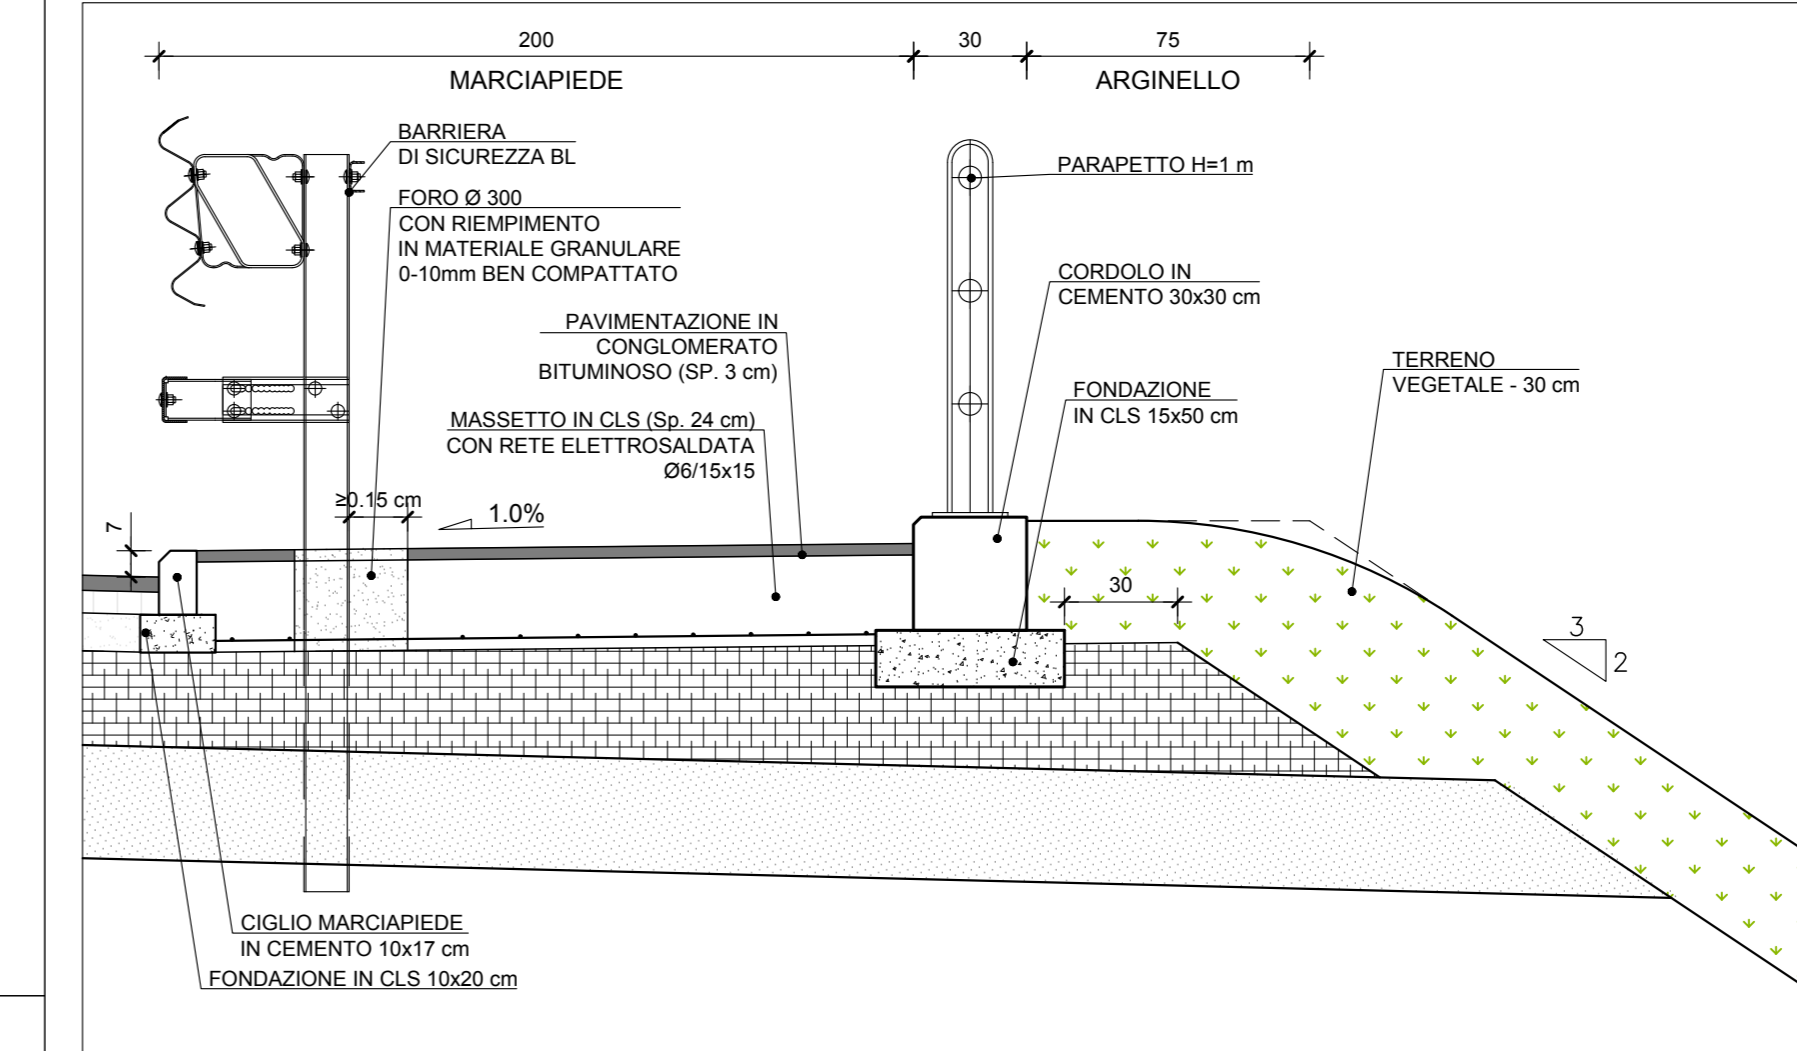 200
30
75
MARCIAPIEDE
ARGINELLO
BARRIERA
DI SICUREZZA BL
FORO Ø 300
CON RIEMPIMENTO
IN MATERIALE GRANULARE
0-10mm BEN COMPATTATO
PARAPETTO H=1 m
CORDOLO IN
CEMENTO 30x30 cm
PAVIMENTAZIONE IN
CONGLOMERATO
BITUMINOSO (SP. 3 cm)
TERRENO
VEGETALE - 30 cm
FONDAZIONE
IN CLS 15x50 cm
MASSETTO IN CLS (Sp. 24 cm)
CON RETE ELETTROSALDATA
Ø6/15x15
≥0.15 cm
1.0%
7
30
3
2
CIGLIO MARCIAPIEDE
IN CEMENTO 10x17 cm
FONDAZIONE IN CLS 10x20 cm